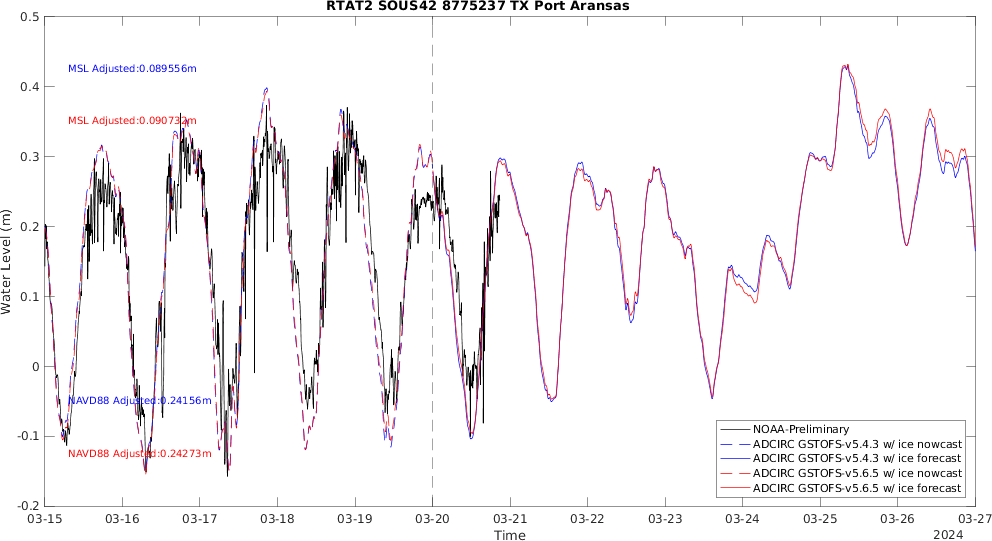 RTAT2 SOUS42 8775237 TX Port Aransas
0.5
0.4
0.3
0.2
0.1
0
-0.1
-0.2
Water Level (m)
MSL Adjusted:0.089556m
MSL Adjusted:0.090732m
NAVD88 Adjusted:0.24156m
NAVD88 Adjusted:0.24273m
NOAA-Preliminary
ADCIRC GSTOFS-v5.4.3 w/ ice nowcast
ADCIRC GSTOFS-v5.4.3 w/ ice forecast
ADCIRC GSTOFS-v5.6.5 w/ ice nowcast
ADCIRC GSTOFS-v5.6.5 w/ ice forecast
03-15 03-16 03-17 03-18 03-19 03-20 03-21 03-22 03-23 03-24 03-25 03-26 03-27
Time
2024